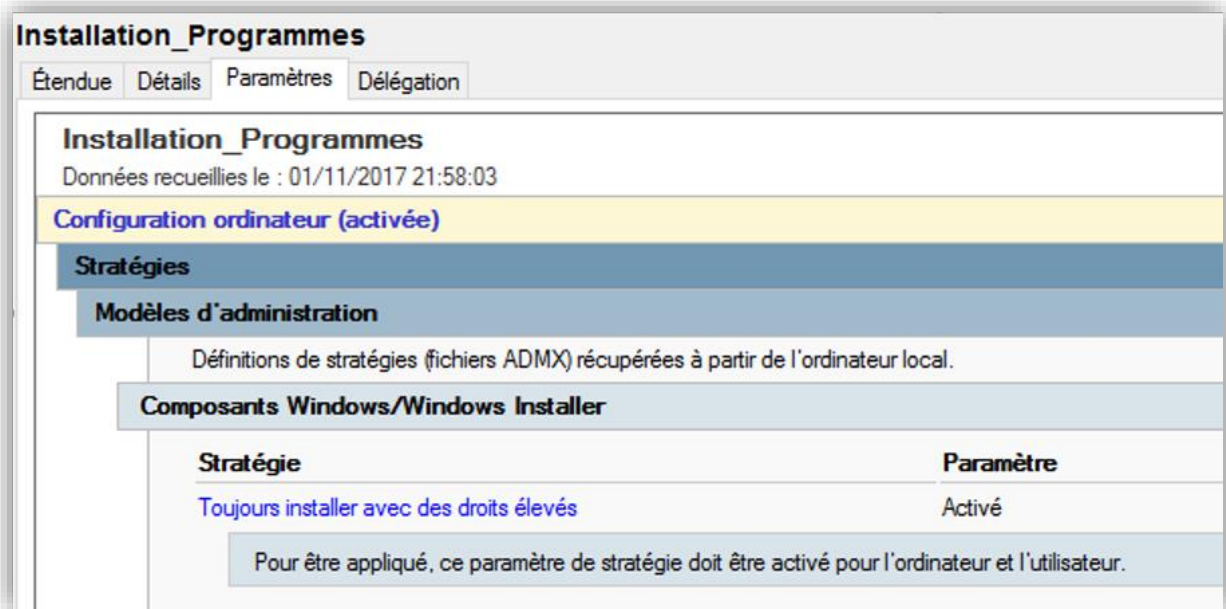 Installation_Programmes
Étendue Détails Paramètres Délégation
Installation_Programmes
Données recueillies le : 01/11/2017 21:58:03
Configuration ordinateur (activée)
Stratégies
Modèles d'administration
Définitions de stratégies (fichiers ADMX) récupérées à partir de l'ordinateur local.
Composants Windows/Windows Installer
Stratégie Paramètre
Toujours installer avec des droits élevés Activé
Pour être appliqué, ce paramètre de stratégie doit être activé pour l'ordinateur et l'utilisateur.